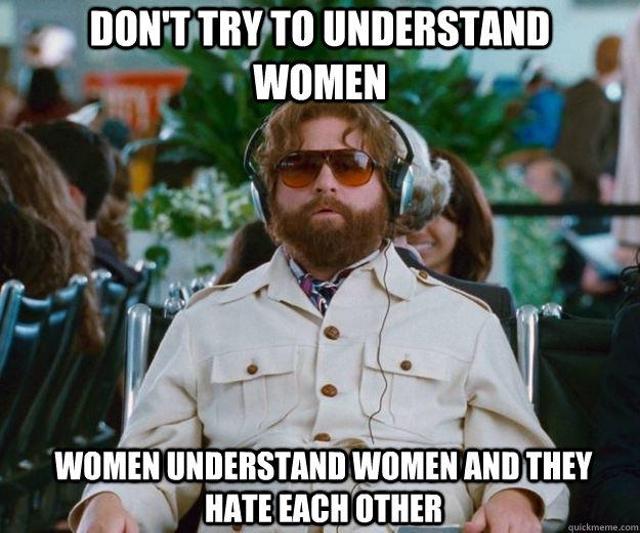 DON'T TRY TO UNDERSTAND
WOMEN
WOMEN UNDERSTAND WOMEN AND THEY
HATE EACH OTHER
quickmeme.com